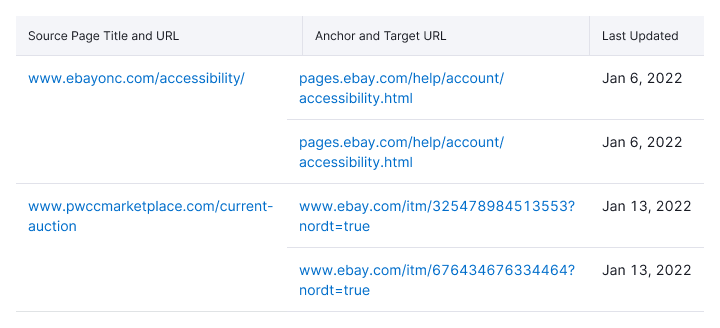 Source Page Title and URL
Anchor and Target URL
Last Updated
www.ebayonc.com/accessibility/
pages.ebay.com/help/account/
accessibility.html
Jan 6, 2022
pages.ebay.com/help/account/
accessibility.html
Jan 6, 2022
www.pwccmarketplace.com/current-
auction
www.ebay.com/itm/325478984513553?
nordt=true
Jan 13, 2022
www.ebay.com/itm/676434676334464?
nordt=true
Jan 13, 2022